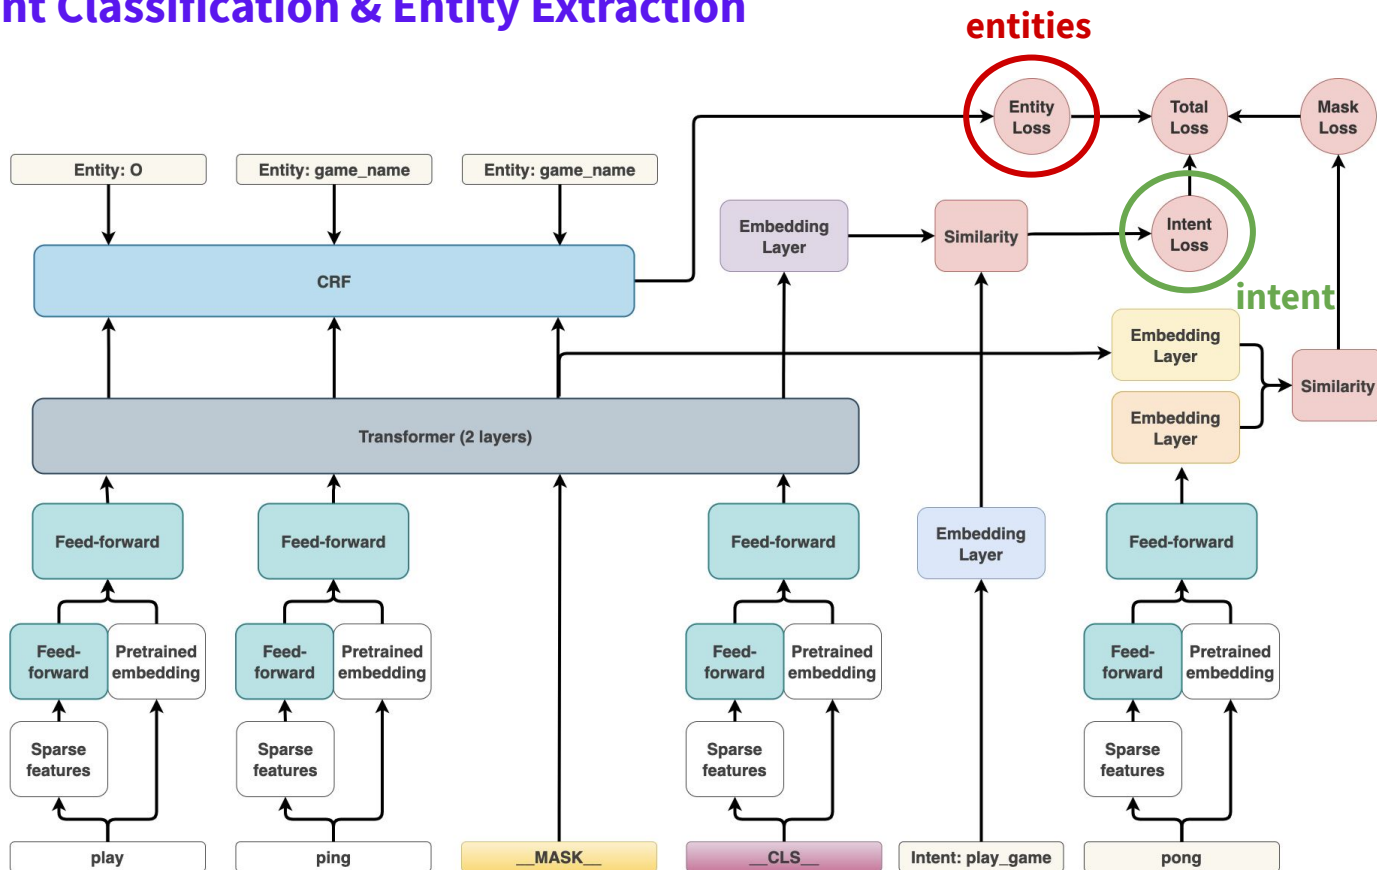 nt Classification & Entity Extraction
entities
Entity
Loss
Total
Loss
Mask
Loss
Entity: O
Entity: game_name
Entity: game_name
Embedding
Layer
Similarity
Intent
Loss
CRF
intent
Embedding
Layer
Similarity
Embedding
Layer
Transformer (2 layers)
Feed-forward
Feed-forward
Feed-forward
Embedding
Layer
Feed-forward
Feed-
forward
Pretrained
embedding
Feed-
forward
Pretrained
embedding
Feed-
forward
Pretrained
embedding
Feed-
forward
Pretrained
embedding
Sparse
features
Sparse
features
Sparse
features
Sparse
features
play
ping
__MASK__
__CLS__
Intent: play_game
pong